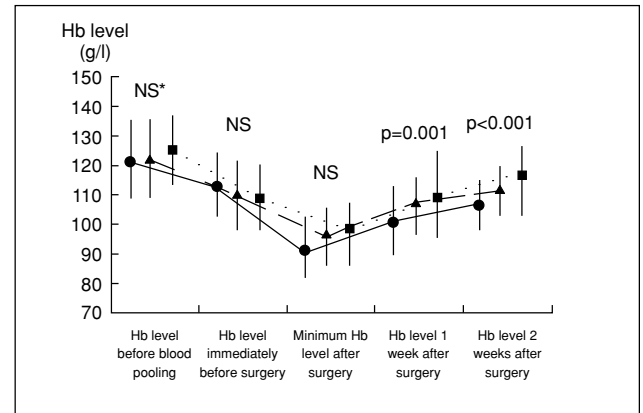 Hb level
(g/l)
150
140
130
120
110
100
90
80
70
NS*
NS
NS
p=0.001
p<0.001
Hb level
before blood
pooling
Hb level
immediately
before surgery
Minimum Hb
level after
surgery
Hb level 1
week after
surgery
Hb level 2
weeks after
surgery